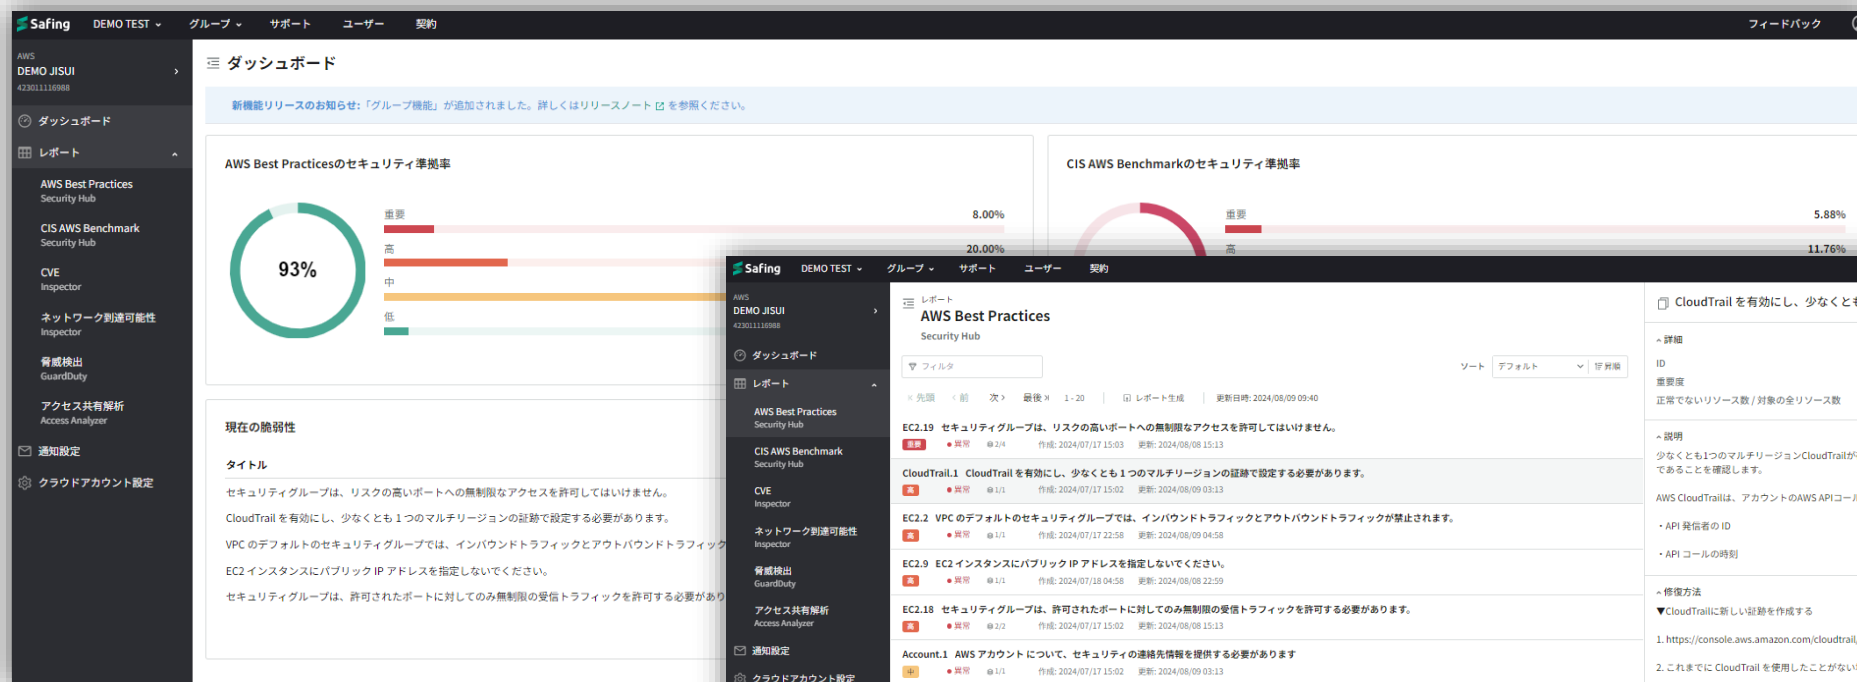 Safing DEMO TEST グループ サポート ユーザー 契約 フィードバック
AWS
DEMO JISUI
423011116988
ダッシュボード
レポート
AWS Best Practices
Security Hub
CIS AWS Benchmark
Security Hub
CVE
Inspector
ネットワーク到達可能性
Inspector
脅威検出
GuardDuty
アクセス共有解析
Access Analyzer
通知設定
クラウドアカウント設定
ダッシュボード
新機能リリースのお知らせ:「グループ機能」が追加されました。詳しくはリリースノート を参照ください。
AWS Best Practicesのセキュリティ準拠率
93%
重要 8.00%
高 20.00%
中
低
CIS AWS Benchmarkのセキュリティ準拠率
重要 5.88%
高 11.76%
現在の脆弱性
タイトル
セキュリティグループは、リスクの高いポートへの無制限なアクセスを許可してはいけません。
CloudTrail を有効にし、少なくとも 1 つのマルチリージョンの証跡で設定する必要があります。
VPC のデフォルトのセキュリティグループでは、インバウンドトラフィックとアウトバウンドトラフィック
EC2 インスタンスにパブリック IP アドレスを指定しないでください。
セキュリティグループは、許可されたポートに対してのみ無制限の受信トラフィックを許可する必要があり
Safing DEMO TEST グループ サポート ユーザー 契約
AWS
DEMO JISUI
423011116988
ダッシュボード
レポート
AWS Best Practices
Security Hub
CIS AWS Benchmark
Security Hub
CVE
Inspector
ネットワーク到達可能性
Inspector
脅威検出
GuardDuty
アクセス共有解析
Access Analyzer
通知設定
クラウドアカウント設定
レポート
AWS Best Practices
Security Hub
フィルタ ソート デフォルト 昇順
先頭 前 次 最後 1 - 20 レポート生成 更新日時: 2024/08/09 09:40
EC2.19 セキュリティグループは、リスクの高いポートへの無制限なアクセスを許可してはいけません。
重要 異常 2/4 作成: 2024/07/17 15:03 更新: 2024/08/08 15:13
CloudTrail.1 CloudTrail を有効にし、少なくとも 1 つのマルチリージョンの証跡で設定する必要があります。
高 異常 1/1 作成: 2024/07/17 15:02 更新: 2024/08/09 03:13
EC2.2 VPC のデフォルトのセキュリティグループでは、インバウンドトラフィックとアウトバウンドトラフィックが禁止されます。
高 異常 1/1 作成: 2024/07/17 22:58 更新: 2024/08/09 04:58
EC2.9 EC2 インスタンスにパブリック IP アドレスを指定しないでください。
高 異常 1/1 作成: 2024/07/18 04:58 更新: 2024/08/08 22:59
EC2.18 セキュリティグループは、許可されたポートに対してのみ無制限の受信トラフィックを許可する必要があります。
高 異常 2/2 作成: 2024/07/17 15:02 更新: 2024/08/08 15:13
Account.1 AWS アカウント について、セキュリティの連絡先情報を提供する必要があります
中 異常 1/1 作成: 2024/07/17 15:02 更新: 2024/08/09 03:13
CloudTrail を有効にし、少なくとも
詳細
ID
重要度
正常でないリソース数 / 対象の全リソース数
説明
少なくとも1つのマルチリージョンCloudTrailが
であることを確認します。
AWS CloudTrailは、アカウントのAWS APIコール
・API 発信者の ID
・API コールの時刻
修復方法
▼CloudTrailに新しい証跡を作成する
1. https://console.aws.amazon.com/cloudtrail/
2. これまでに CloudTrail を使用したことがない